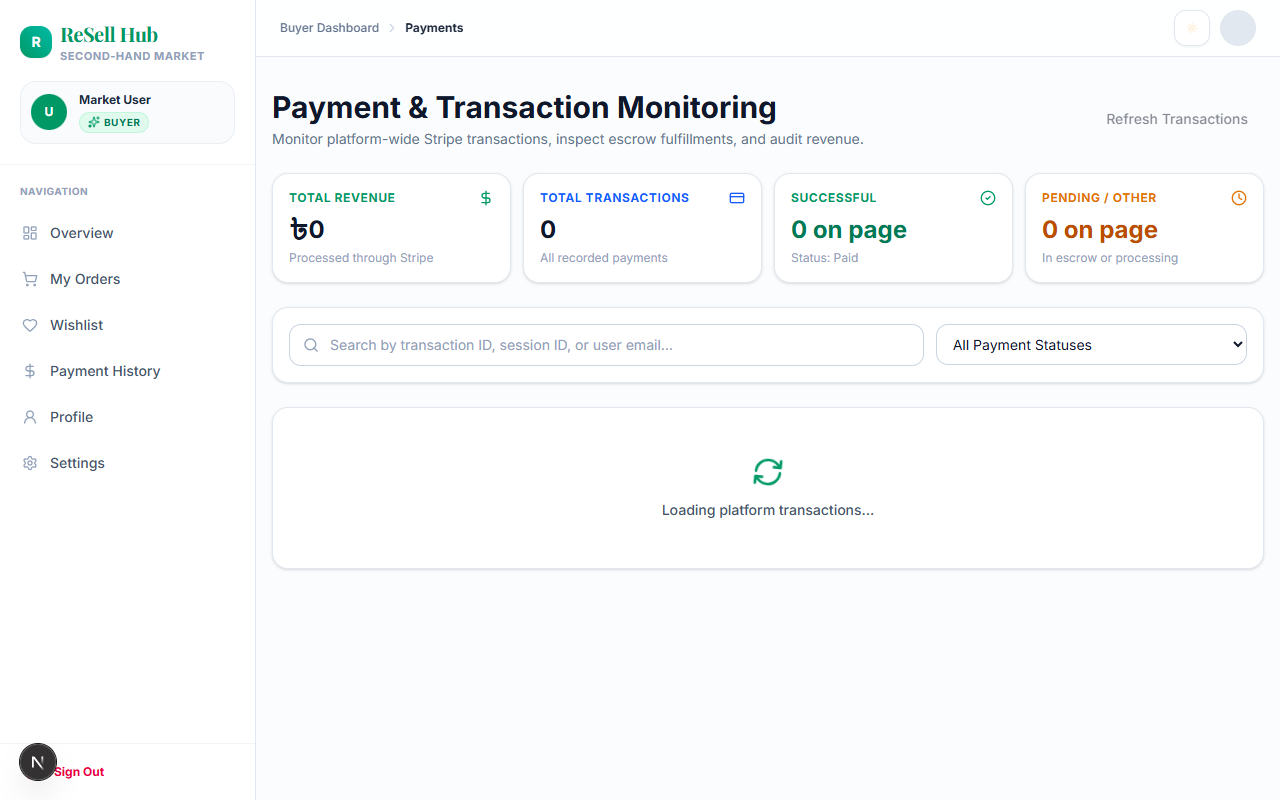 R
ReSell Hub
SECOND-HAND MARKET
U
Market User
BUYER
NAVIGATION
Overview
My Orders
Wishlist
Payment History
Profile
Settings
N
Sign Out
Buyer Dashboard
Payments
Payment & Transaction Monitoring
Monitor platform-wide Stripe transactions, inspect escrow fulfillments, and audit revenue.
Refresh Transactions
TOTAL REVENUE
৳0
Processed through Stripe
TOTAL TRANSACTIONS
0
All recorded payments
SUCCESSFUL
0 on page
Status: Paid
PENDING / OTHER
0 on page
In escrow or processing
Search by transaction ID, session ID, or user email...
All Payment Statuses
Loading platform transactions...